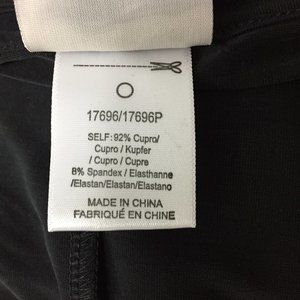 17696/17696P
SELF: 92% Cupro/
Cupro / Kupfer
/ Cupro / Cupre
8% Spandex / Elasthanne
/Elastan/Elastan/Elastano
MADE IN CHINA
FABRIQUÉ EN CHINE